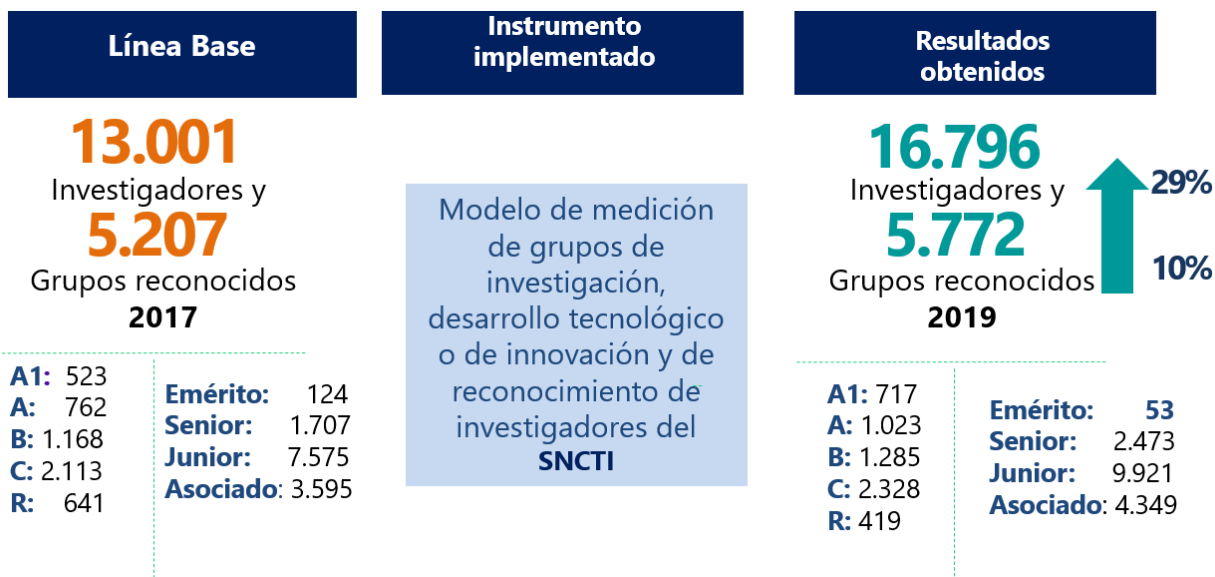 Línea Base
13.001
Investigadores y
5.207
Grupos reconocidos
2017
A1: 523
A: 762
B: 1.168
C: 2.113
R: 641
Emérito: 124
Senior: 1.707
Junior: 7.575
Asociado: 3.595
Instrumento
implementado
Modelo de medición
de grupos de
investigación,
desarrollo tecnológico
o de innovación y de
reconocimiento de
investigadores del
SNCTI
Resultados
obtenidos
16.796
Investigadores y
5.772
Grupos reconocidos
2019
29%
10%
A1: 717
A: 1.023
B: 1.285
C: 2.328
R: 419
Emérito: 53
Senior: 2.473
Junior: 9.921
Asociado: 4.349